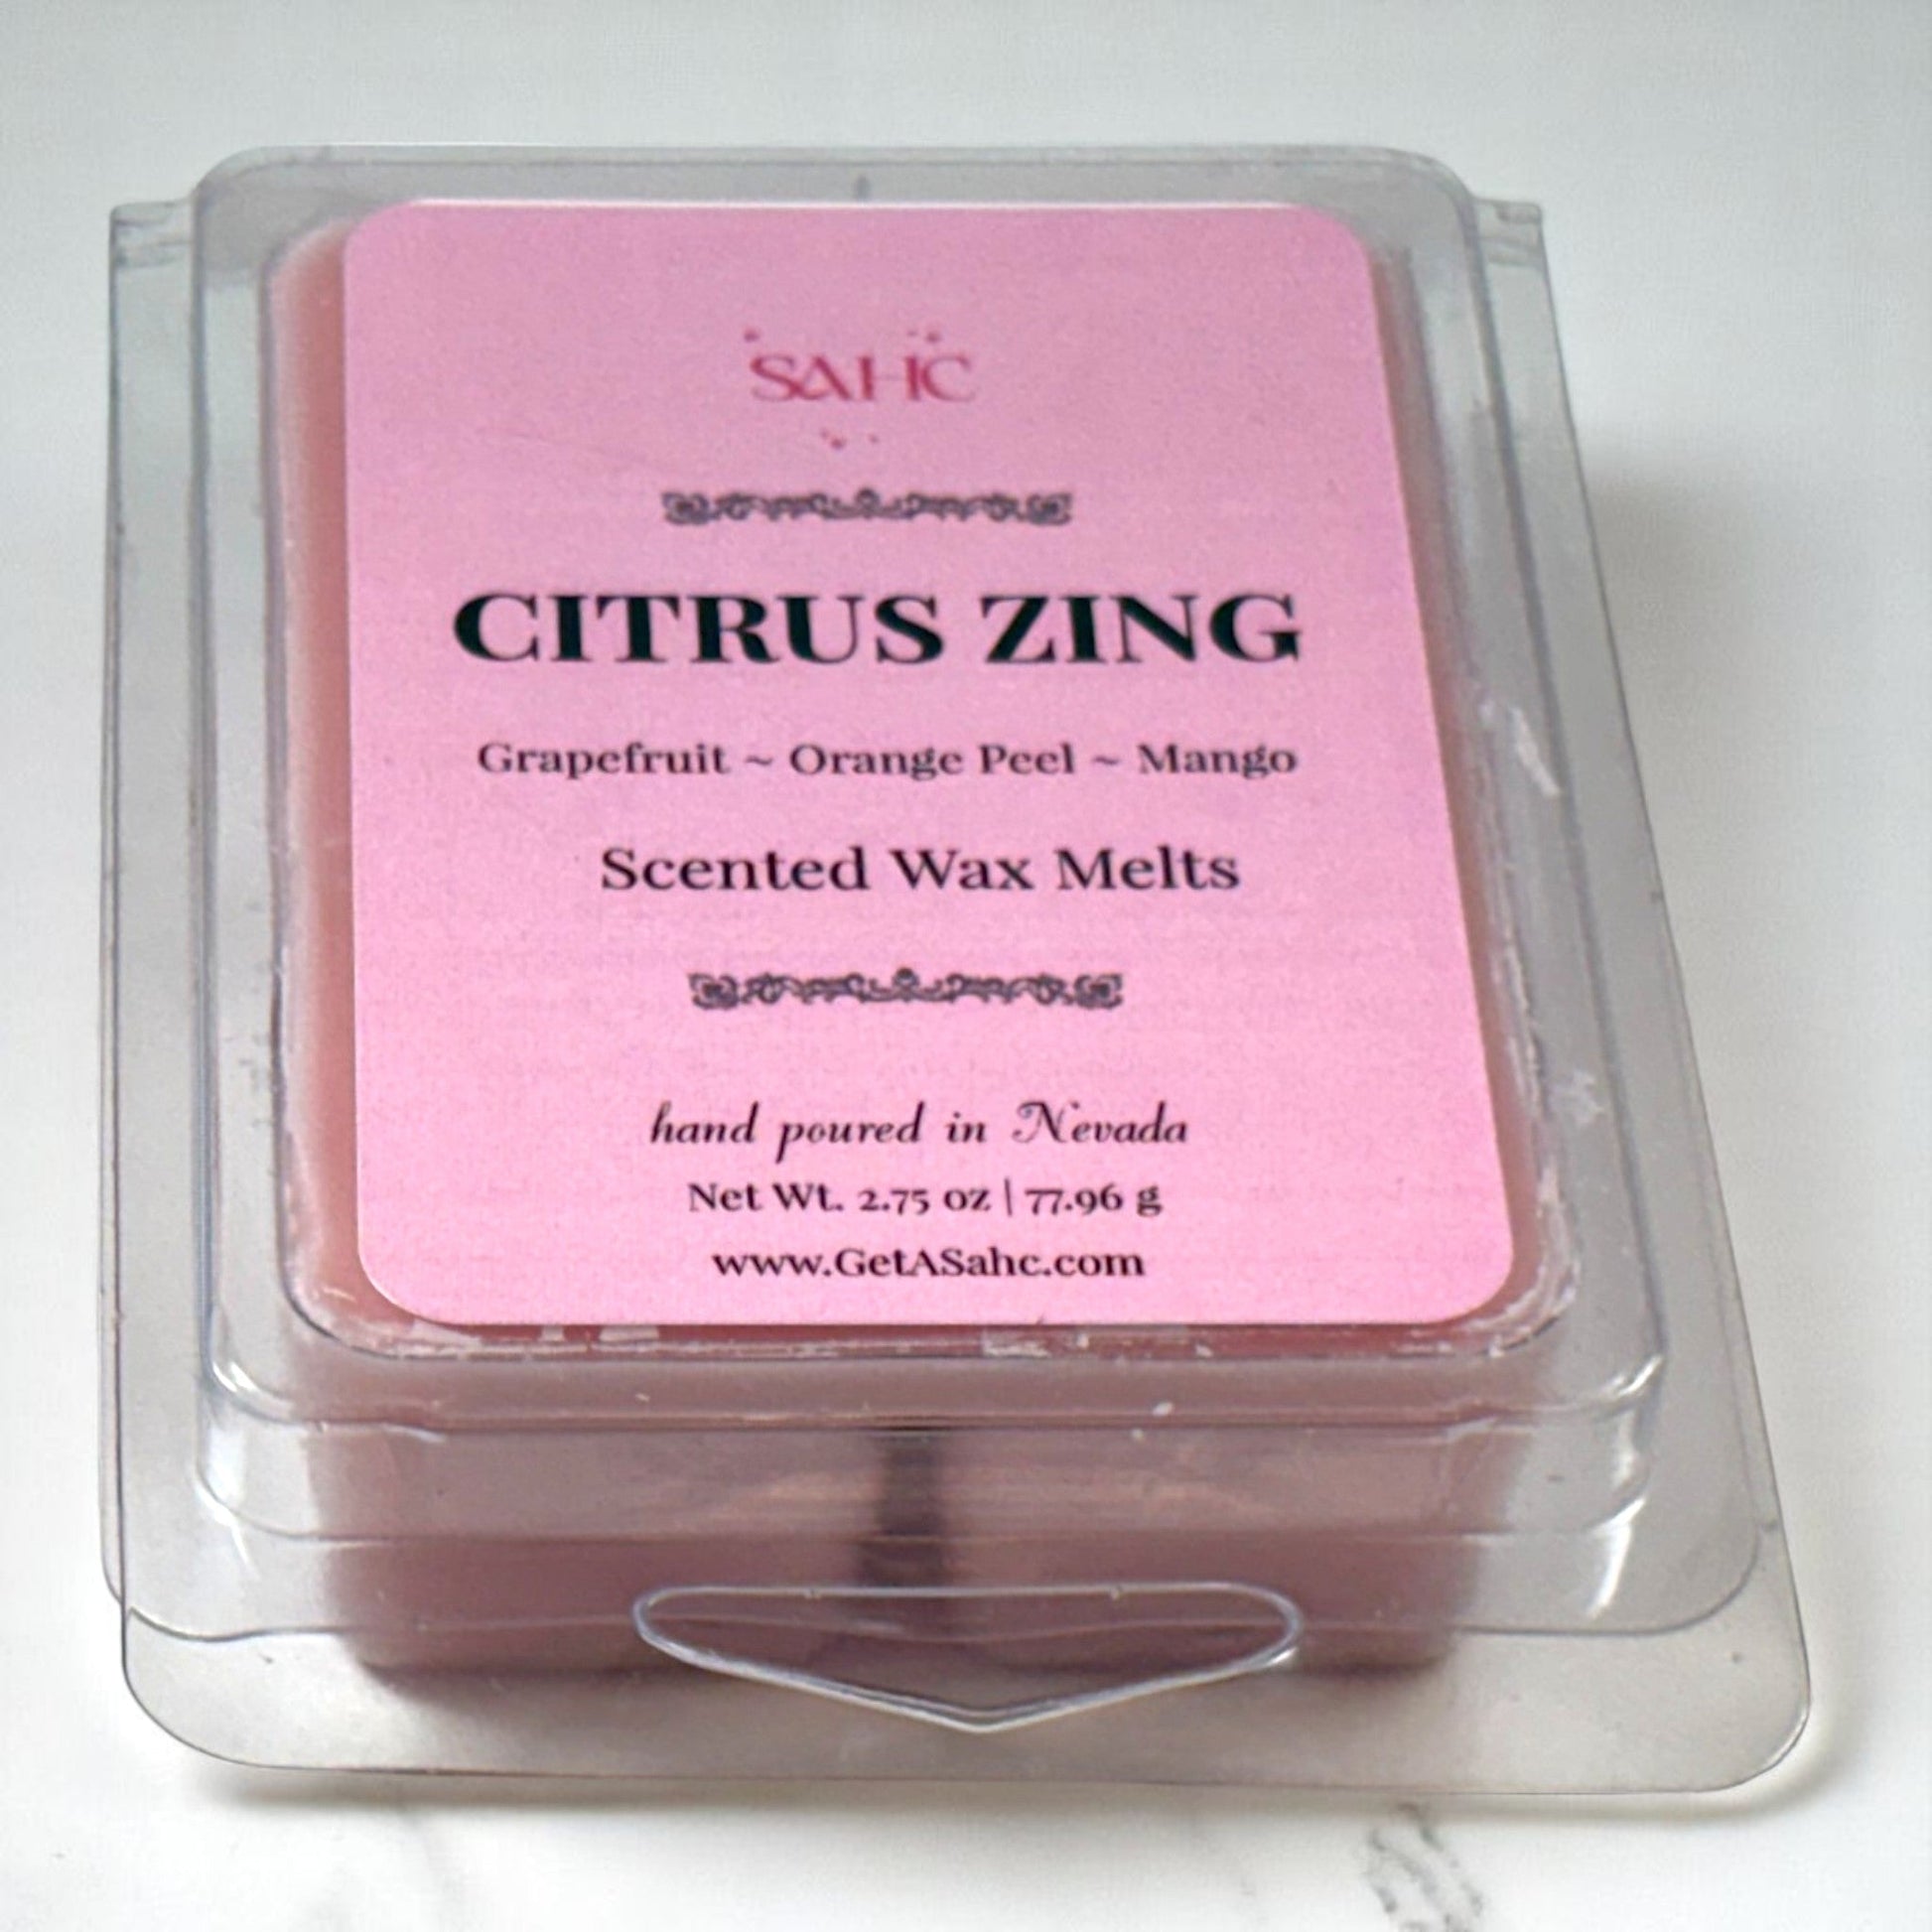 SAHC
CITRUS ZING
Grapefruit ~ Orange Peel ~ Mango
Scented Wax Melts
hand poured in Nevada
Net Wt. 2.75 oz | 77.96 g
www.GetASahc.com